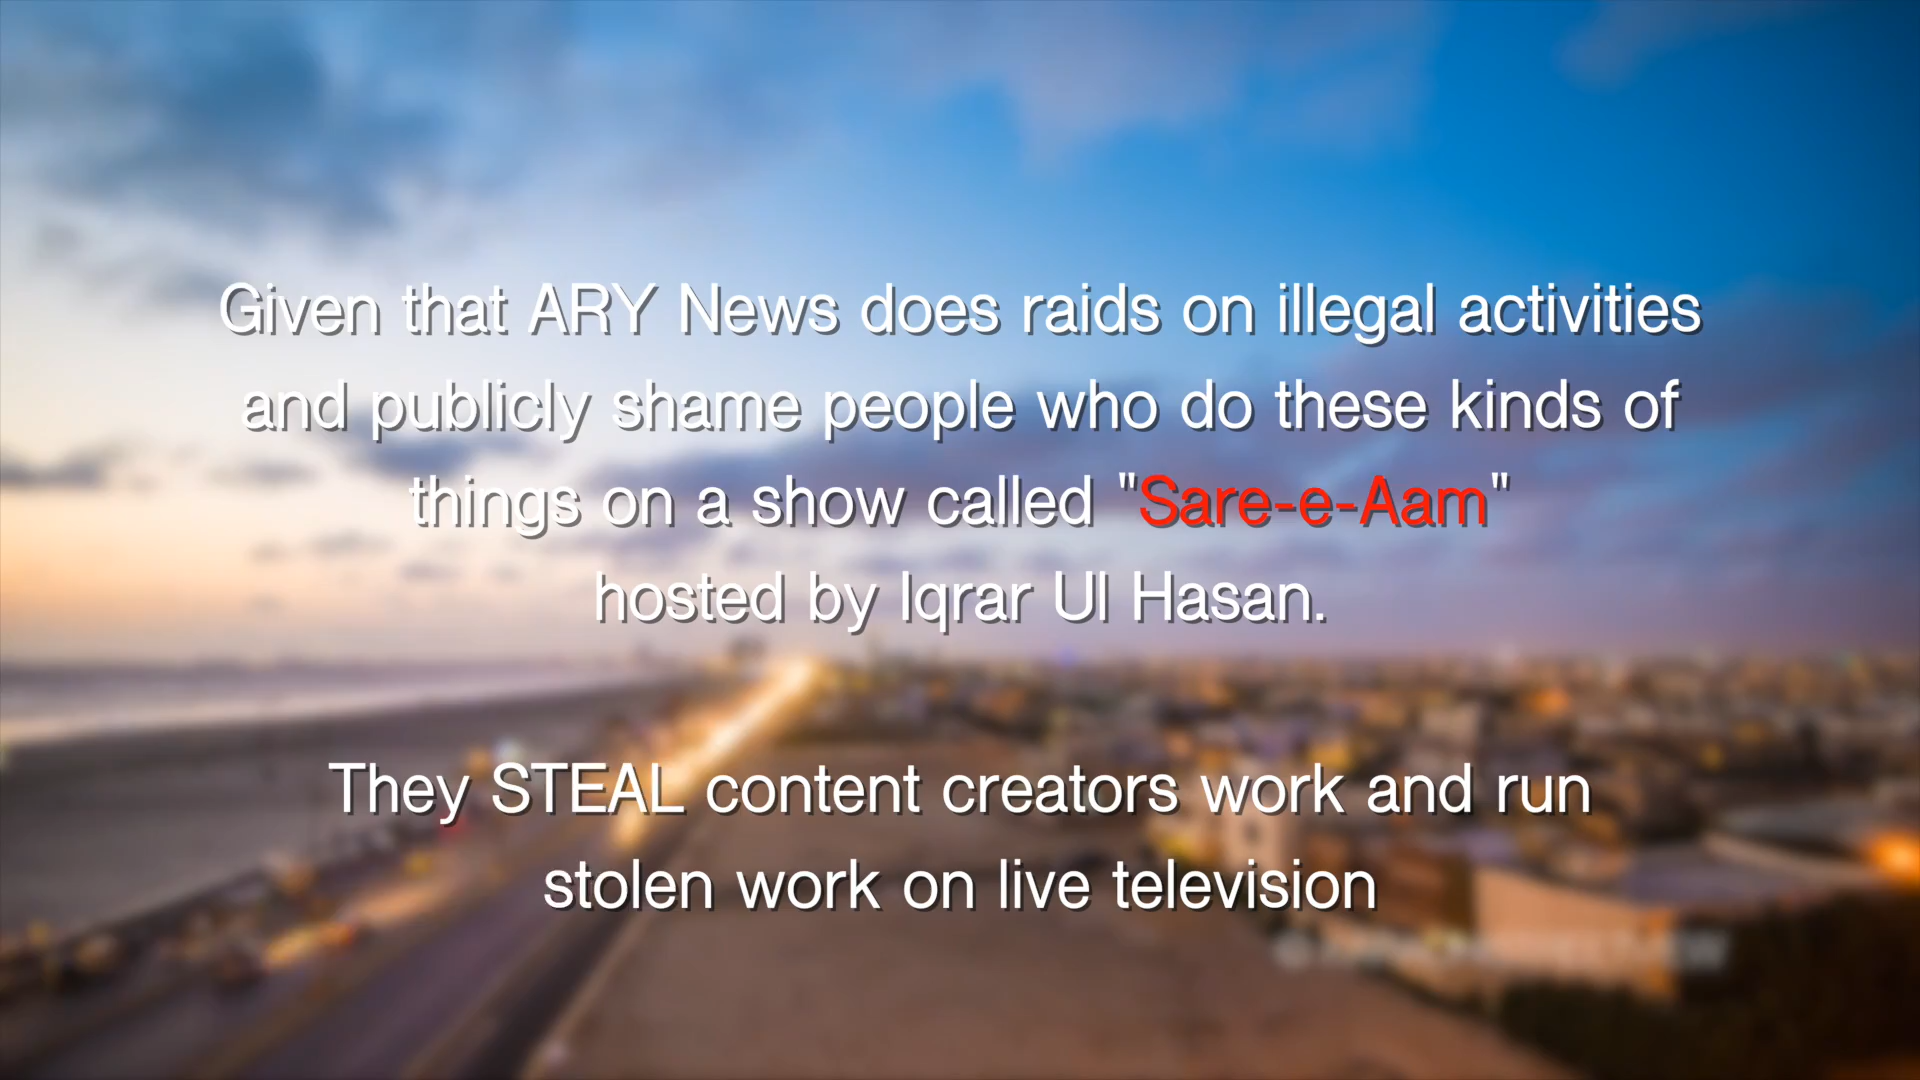 Given that ARY News does raids on illegal activities
and publicly shame people who do these kinds of
things on a show called "Sare-e-Aam"
hosted by Iqrar Ul Hasan.
They STEAL content creators work and run
stolen work on live television